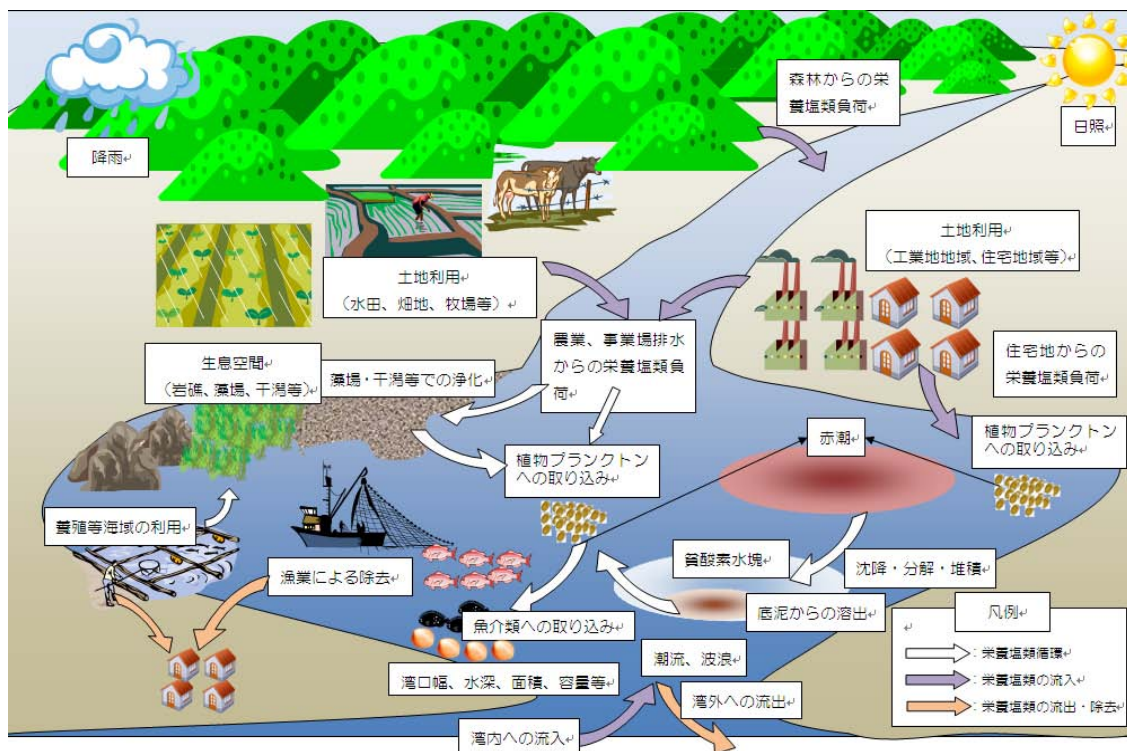 森林からの栄
養塩類負荷
降雨
日照
土地利用
（工業地地域、住宅地域等）
土地利用
（水田、畑地、牧場等）
農業、事業場排水
からの栄養塩類負
荷
住宅地からの
栄養塩類負荷
生息空間
（岩礁、藻場、干潟等）
藻場・干潟等での浄化
植物プランクトン
への取り込み
赤潮
植物プランクトン
への取り込み
養殖等海域の利用
漁業による除去
貧酸素水塊
沈降・分解・堆積
底泥からの溶出
魚介類への取り込み
潮流、波浪
湾口幅、水深、面積、容量等
湾外への流出
湾内への流入
凡例
：栄養塩類循環
：栄養塩類の流入
：栄養塩類の流出・除去